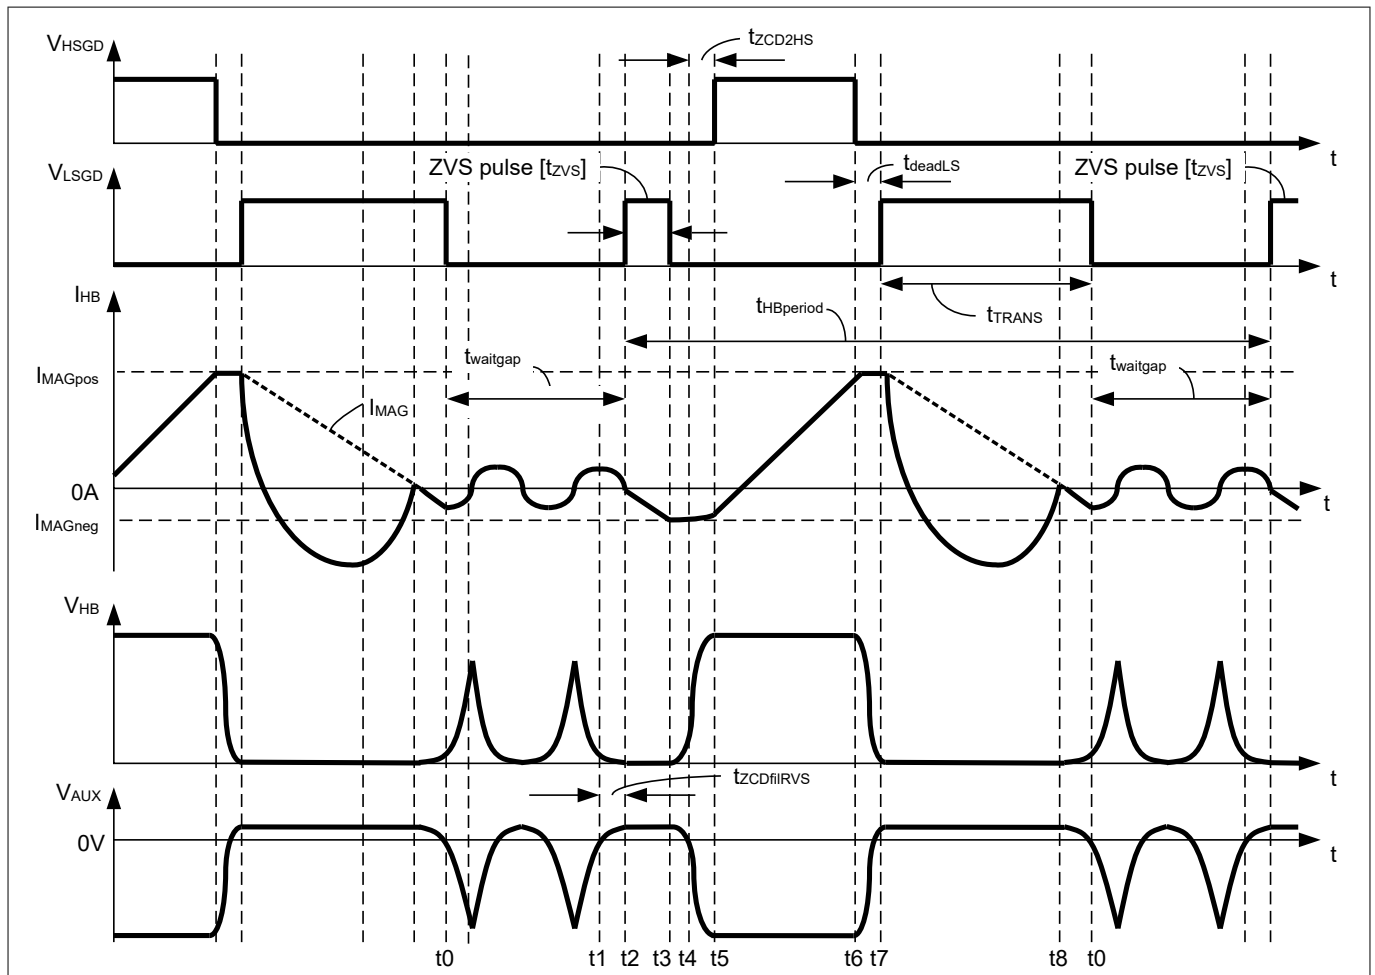 VHSGD
tZCD2HS
t
VLSGD
ZVS pulse [tZVS]
tdeadLS
ZVS pulse [tZVS]
t
IHB
tHBperiod
tTRANS
twaitgap
twaitgap
IMAGpos
IMAG
0A
t
IMAGneg
VHB
t
VAUX
tZCDfilRVS
0V
t
t0 t1 t2 t3 t4 t5 t6 t7 t8 t0